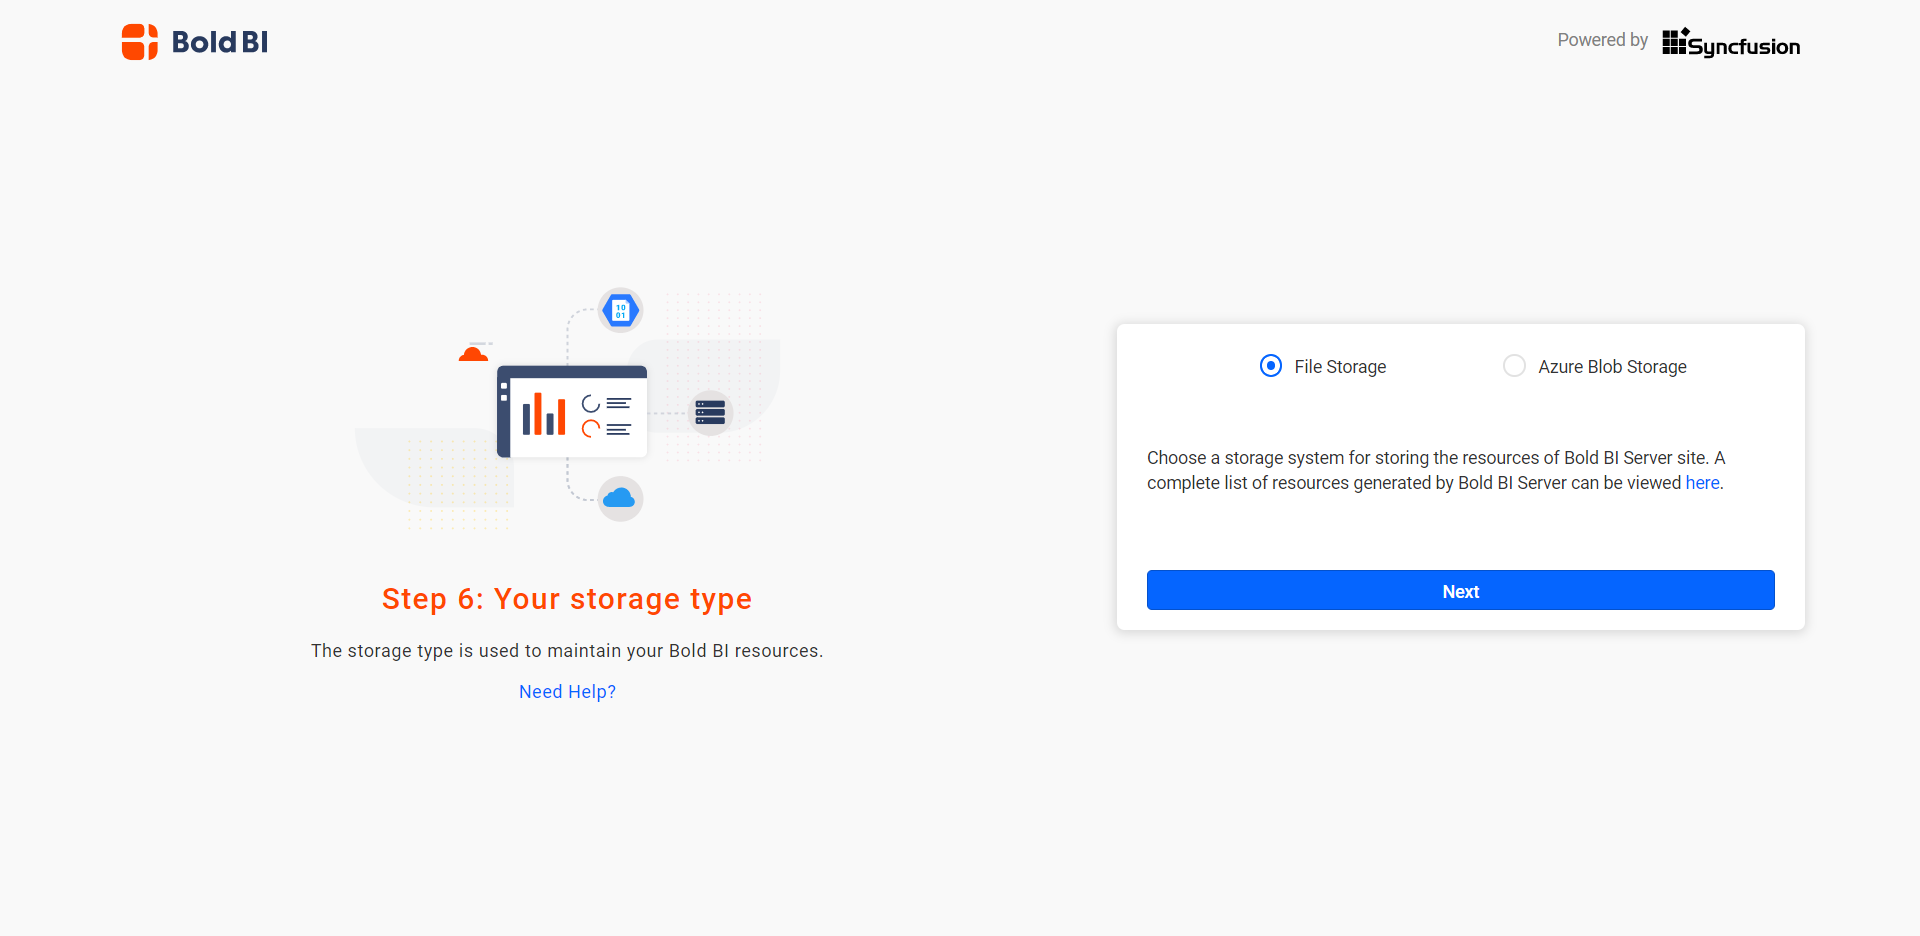 Bold BI
Powered by Syncfusion
10
01
File Storage
Azure Blob Storage
Choose a storage system for storing the resources of Bold BI Server site. A
complete list of resources generated by Bold BI Server can be viewed here.
Next
Step 6: Your storage type
The storage type is used to maintain your Bold BI resources.
Need Help?